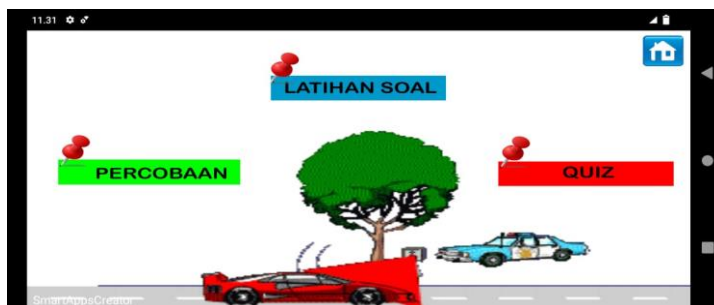 11.31
LATIHAN SOAL
PERCOBAAN
QUIZ
SmartAppsCreator